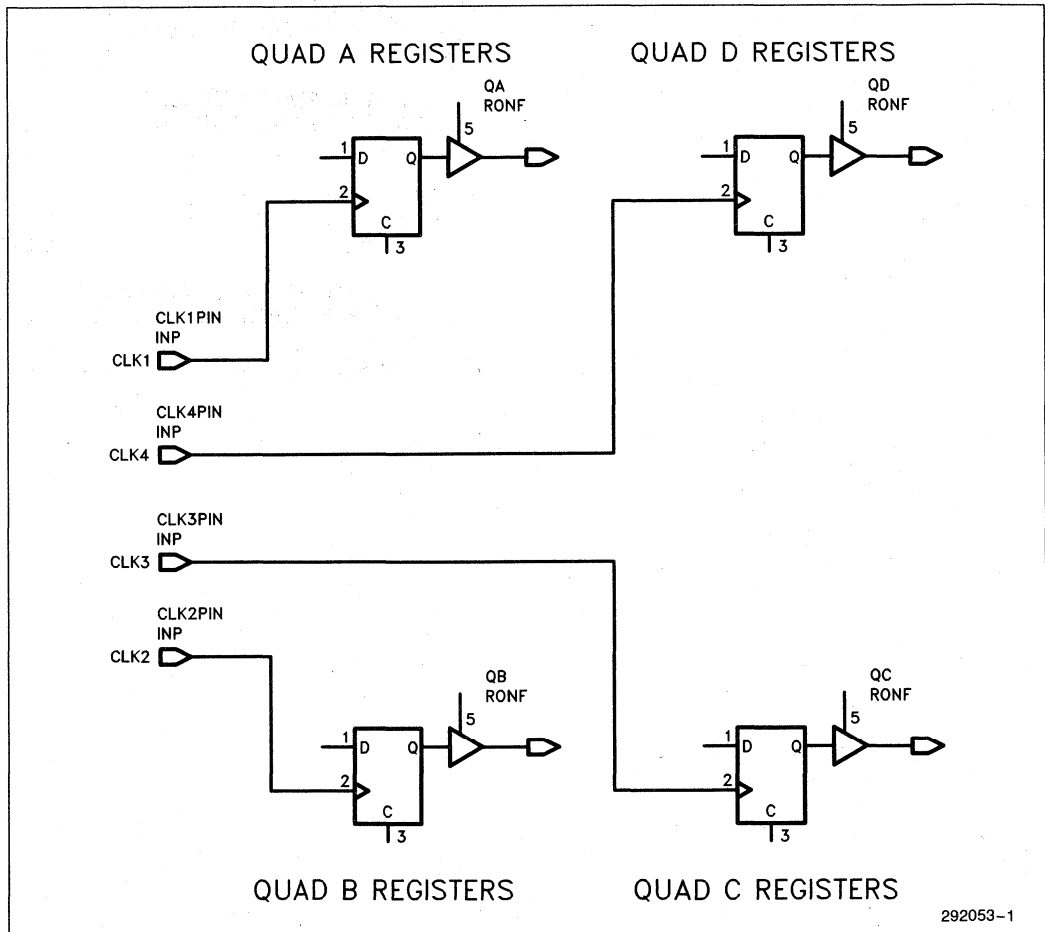 QUAD A REGISTERS
QUAD D REGISTERS
QA
RONF
5
1
D
Q
2
C
3
QD
RONF
5
1
D
Q
2
C
3
CLK1PIN
INP
CLK1
CLK4PIN
INP
CLK4
CLK3PIN
INP
CLK3
CLK2PIN
INP
CLK2
QB
RONF
5
1
D
Q
2
C
3
QC
RONF
5
1
D
Q
2
C
3
QUAD B REGISTERS
QUAD C REGISTERS
292053-1